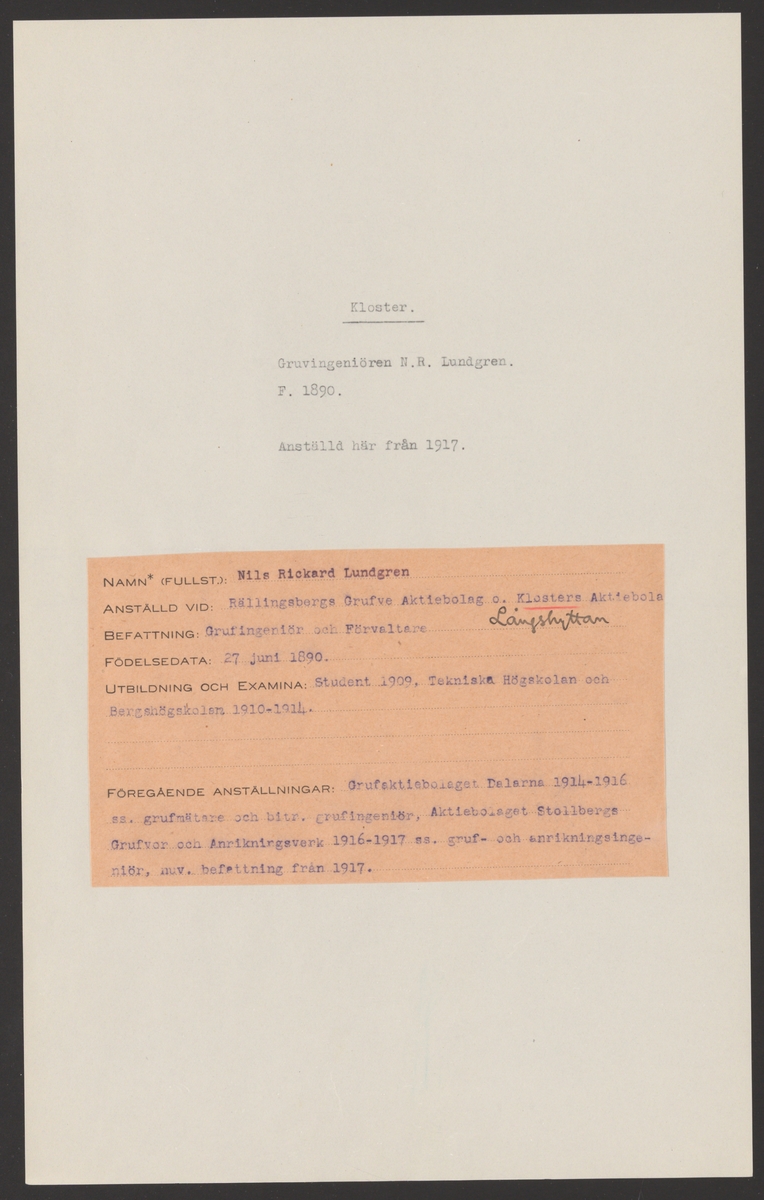 Kloster.
Gruvingeniören N.R. Lundgren.
F. 1890.
Anställd här från 1917.
NAMN* (FULLST.): Nils Rickard Lundgren
ANSTÄLLD VID: Rällingsbergs Grufve Aktiebolag o. Klosters Aktiebola
Långshyttan
BEFATTNING: Grufingeniör och Förvaltare
FÖDELSEDATA: 27 juni 1890.
UTBILDNING OCH EXAMINA: Student 1909, Tekniska Högskolan och
Bergshögskolan 1910-1914.
FÖREGÅENDE ANSTÄLLNINGAR: Grufaktiebolaget Dalarna 1914-1916
ss. grufmätare och bitr. grufingeniör, Aktiebolaget Stollbergs
Grufvor och Anrikningsverk 1916-1917 ss. gruf- och anrikningsinge-
niör, nuv. befattning från 1917.